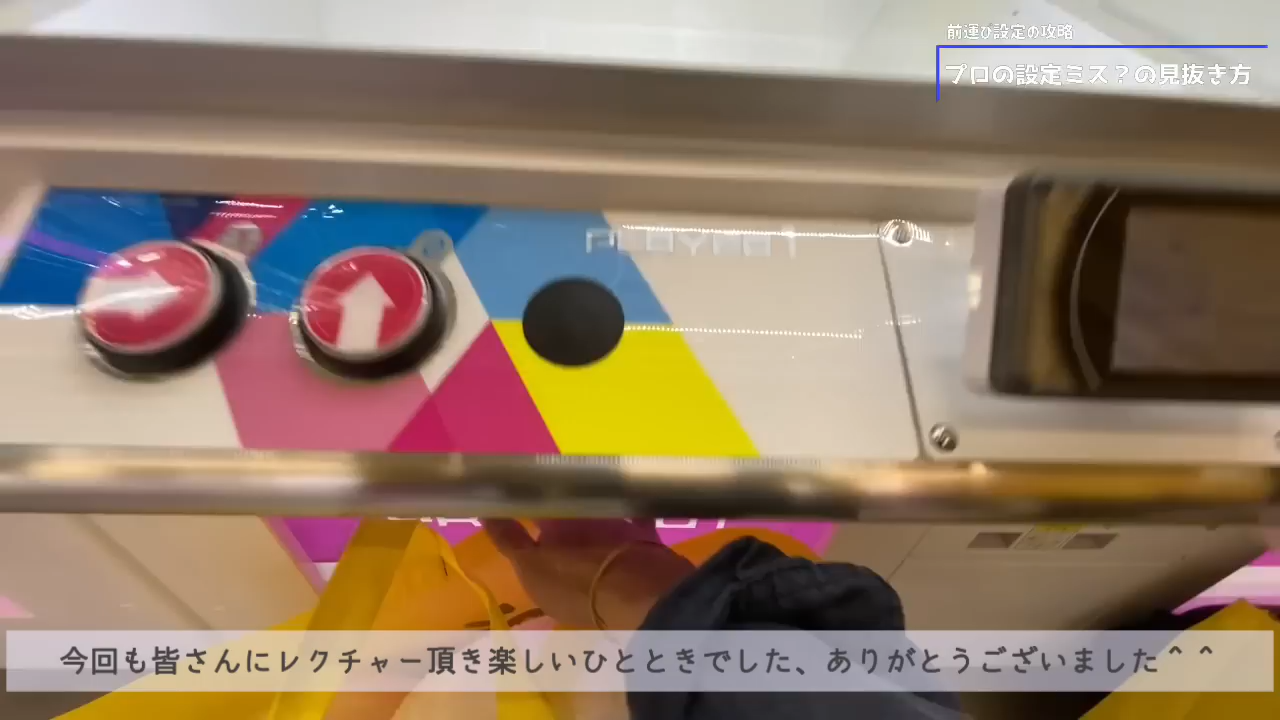 前運び設定の攻略
プロの設定ミス？の見抜き方
今回も皆さんにレクチャー頂き楽しいひとときでした、ありがとうございました＾＾